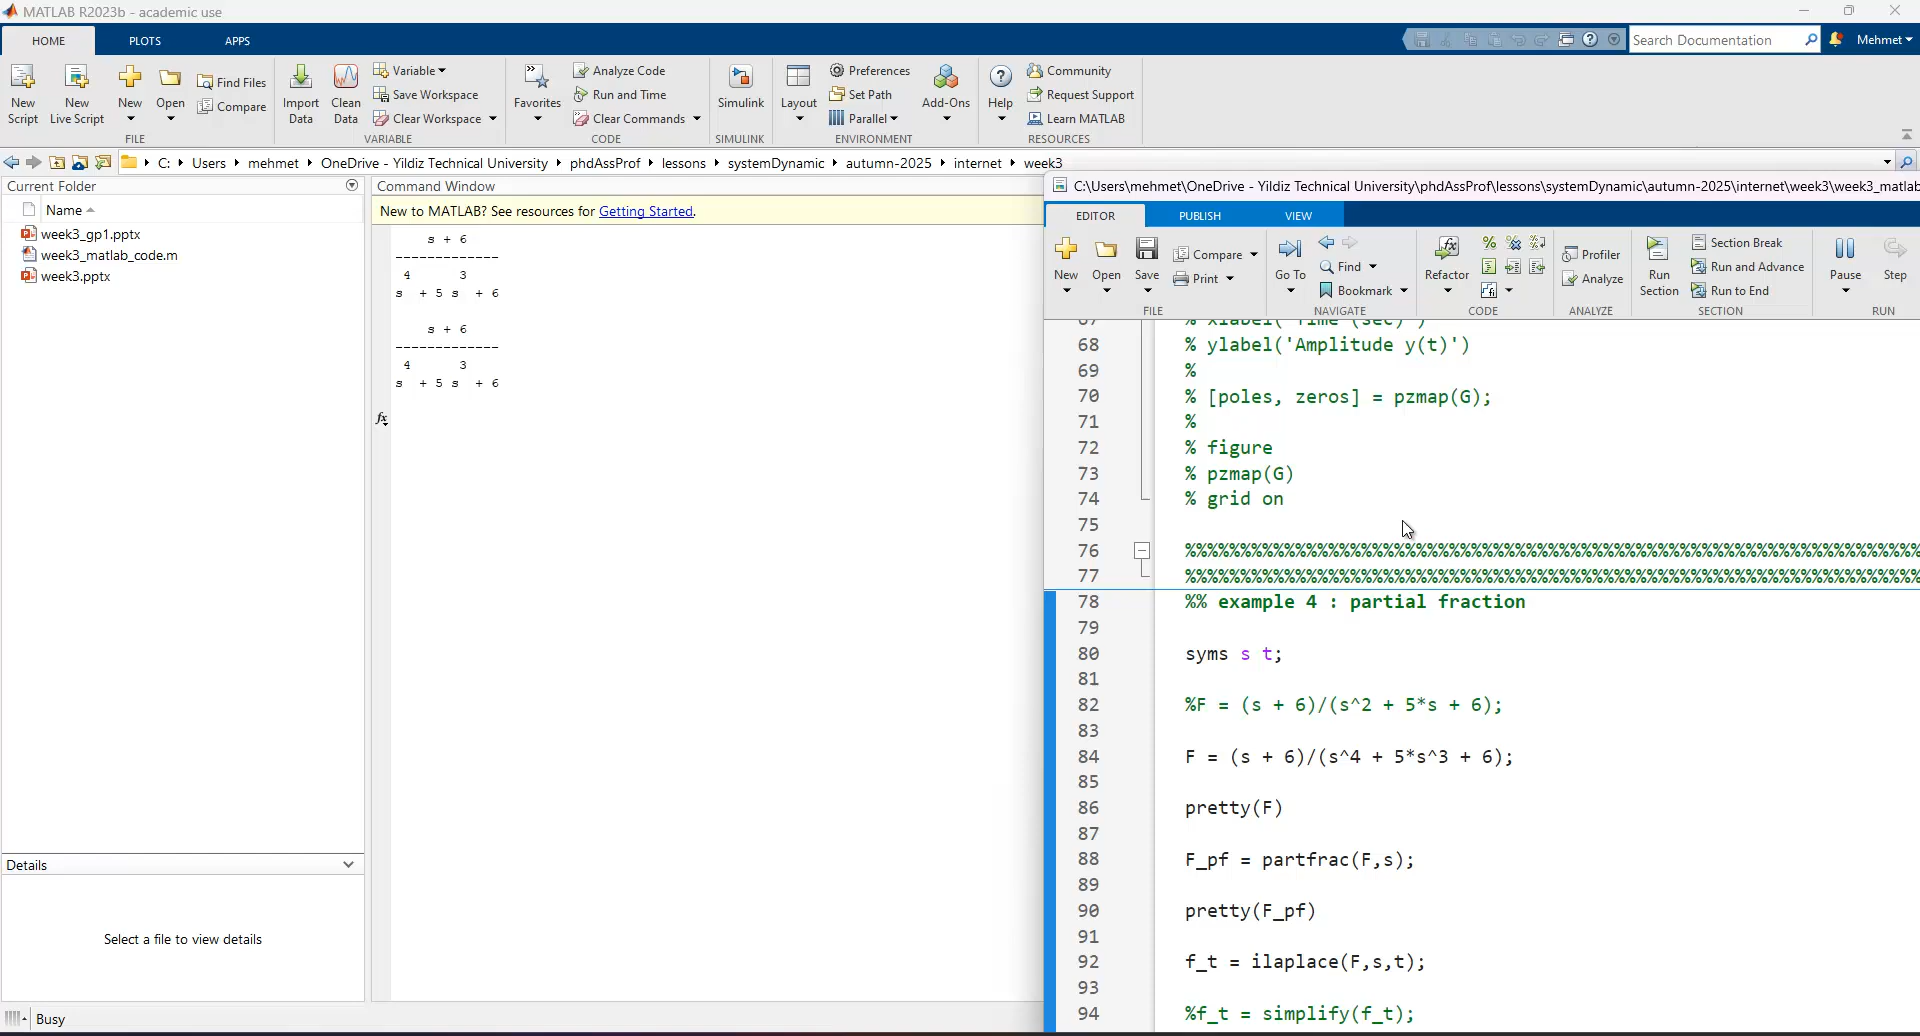 MATLAB R2023b - academic use
HOME PLOTS APPS
Search Documentation Mehmet
New Script
New Live Script
New
Open
Find Files
Compare
FILE
Import Data
Clean Data
Variable
Save Workspace
Clear Workspace
VARIABLE
Favorites
Analyze Code
Run and Time
Clear Commands
CODE
Simulink
SIMULINK
Layout
Preferences
Set Path
Parallel
Add-Ons
ENVIRONMENT
Help
Community
Request Support
Learn MATLAB
RESOURCES
C: Users mehmet OneDrive - Yildiz Technical University phdAssProf lessons systemDynamic autumn-2025 internet week3
Current Folder
Name
week3_gp1.pptx
week3_matlab_code.m
week3.pptx
Details
Select a file to view details
Busy
Command Window
New to MATLAB? See resources for Getting Started.
s + 6
-------------
4 3
s + 5 s + 6
s + 6
-------------
4 3
s + 5 s + 6
fx
C:\Users\mehmet\OneDrive - Yildiz Technical University\phdAssProf\lessons\systemDynamic\autumn-2025\internet\week3\week3_matlab
EDITOR PUBLISH VIEW
New
Open
Save
Compare
Print
FILE
Go To
Find
Bookmark
NAVIGATE
Refactor
CODE
Profiler
Analyze
ANALYZE
Run Section
Section Break
Run and Advance
Run to End
SECTION
Pause
Step
RUN
67 % xlabel('Time (sec)')
68 % ylabel('Amplitude y(t)')
69 %
70 % [poles, zeros] = pzmap(G);
71 %
72 % figure
73 % pzmap(G)
74 % grid on
75
76 %%%%%%%%%%%%%%%%%%%%%%%%%%%%%%%%%%%%%%%%%%%%%%%%%%%%%%%%%%%%%%%%%%%
77 %%%%%%%%%%%%%%%%%%%%%%%%%%%%%%%%%%%%%%%%%%%%%%%%%%%%%%%%%%%%%%%%%%%
78 %% example 4 : partial fraction
79
80 syms s t;
81
82 %F = (s + 6)/(s^2 + 5*s + 6);
83
84 F = (s + 6)/(s^4 + 5*s^3 + 6);
85
86 pretty(F)
87
88 F_pf = partfrac(F,s);
89
90 pretty(F_pf)
91
92 f_t = ilaplace(F,s,t);
93
94 %f_t = simplify(f_t);